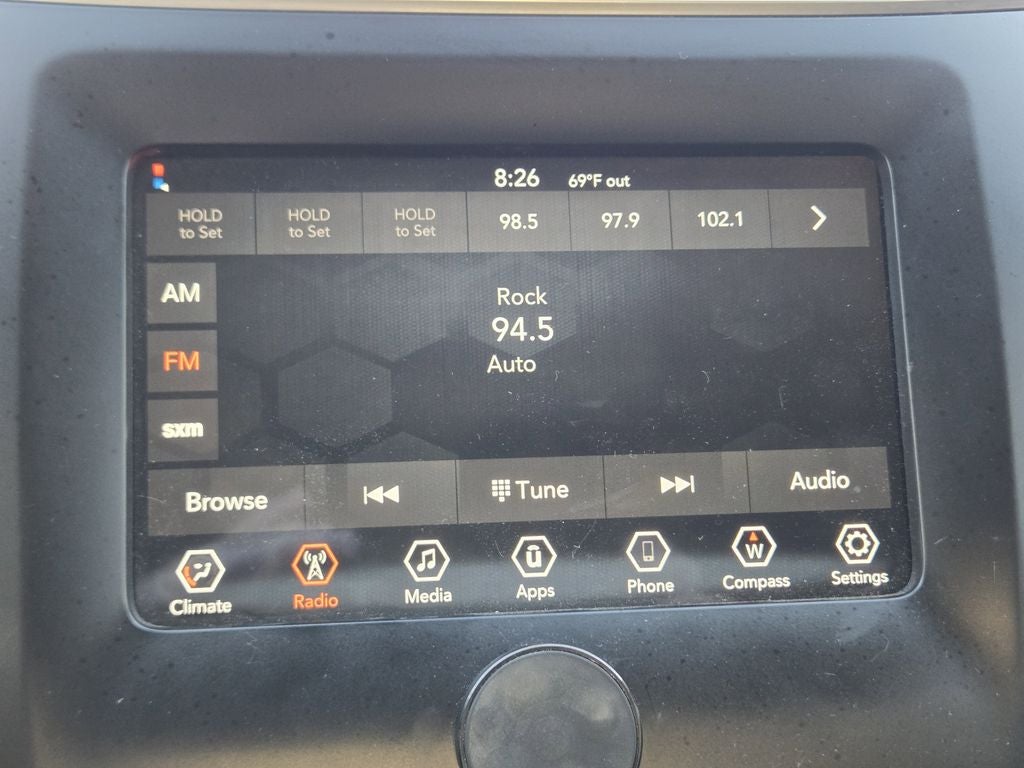 8:26 69°F out
HOLD to Set HOLD to Set HOLD to Set 98.5 97.9 102.1
AM
Rock
94.5
FM
Auto
sxm
Browse Tune Audio
Climate Radio Media Apps Phone W Compass Settings